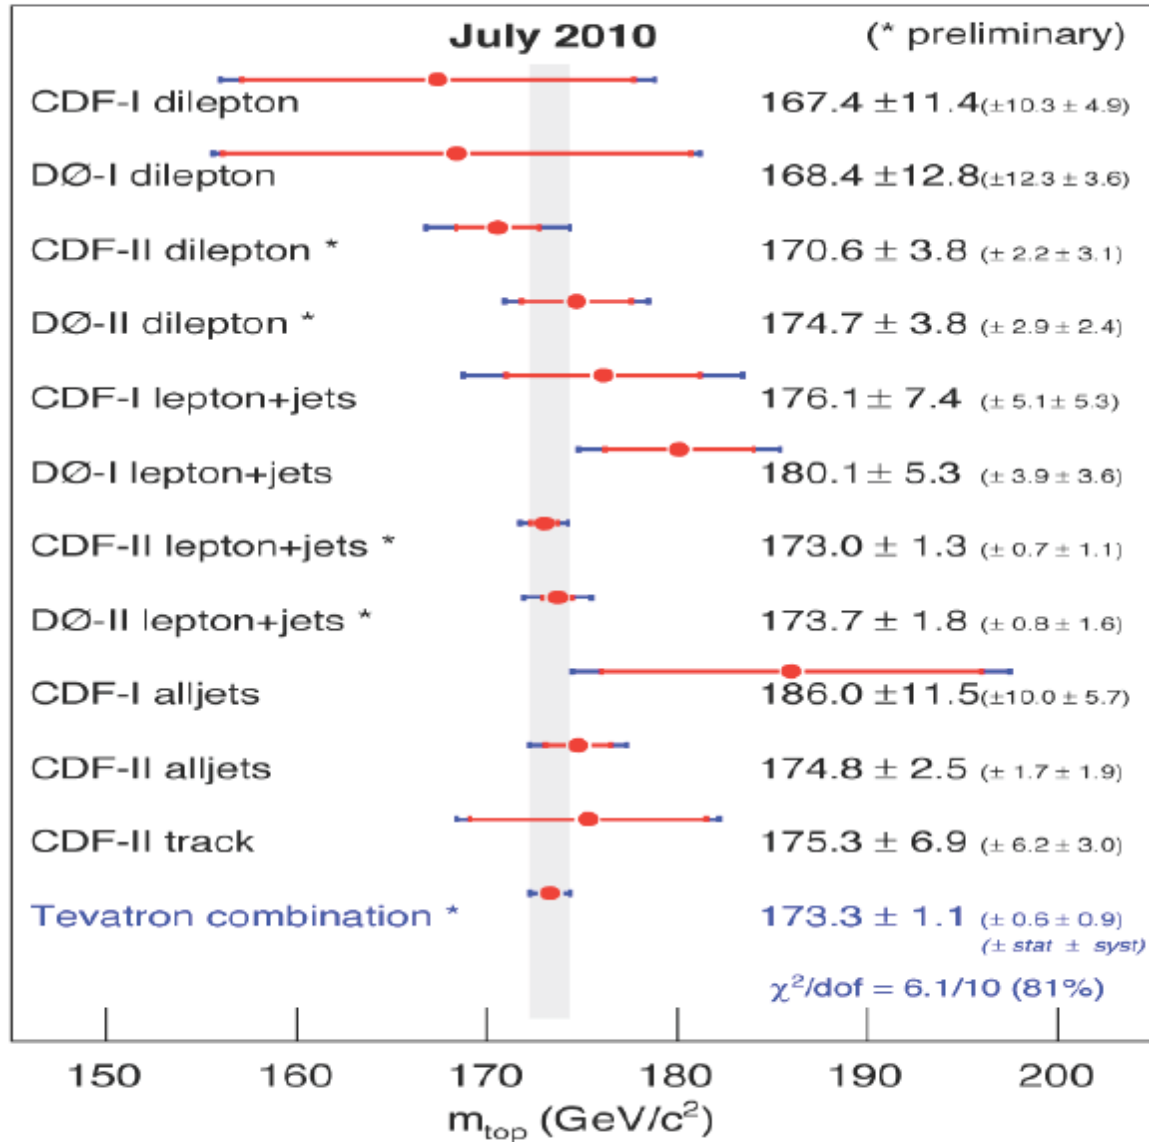 July 2010 (* preliminary)
CDF-I dilepton 167.4 ±11.4 (±10.3 ± 4.9)
DØ-I dilepton 168.4 ±12.8 (±12.3 ± 3.6)
CDF-II dilepton * 170.6 ± 3.8 (± 2.2 ± 3.1)
DØ-II dilepton * 174.7 ± 3.8 (± 2.9 ± 2.4)
CDF-I lepton+jets 176.1 ± 7.4 (± 5.1 ± 5.3)
DØ-I lepton+jets 180.1 ± 5.3 (± 3.9 ± 3.6)
CDF-II lepton+jets * 173.0 ± 1.3 (± 0.7 ± 1.1)
DØ-II lepton+jets * 173.7 ± 1.8 (± 0.8 ± 1.6)
CDF-I alljets 186.0 ±11.5 (±10.0 ± 5.7)
CDF-II alljets 174.8 ± 2.5 (± 1.7 ± 1.9)
CDF-II track 175.3 ± 6.9 (± 6.2 ± 3.0)
Tevatron combination * 173.3 ± 1.1 (± 0.6 ± 0.9)
(± stat ± syst)
χ²/dof = 6.1/10 (81%)
150 160 170 180 190 200
m_top (GeV/c²)